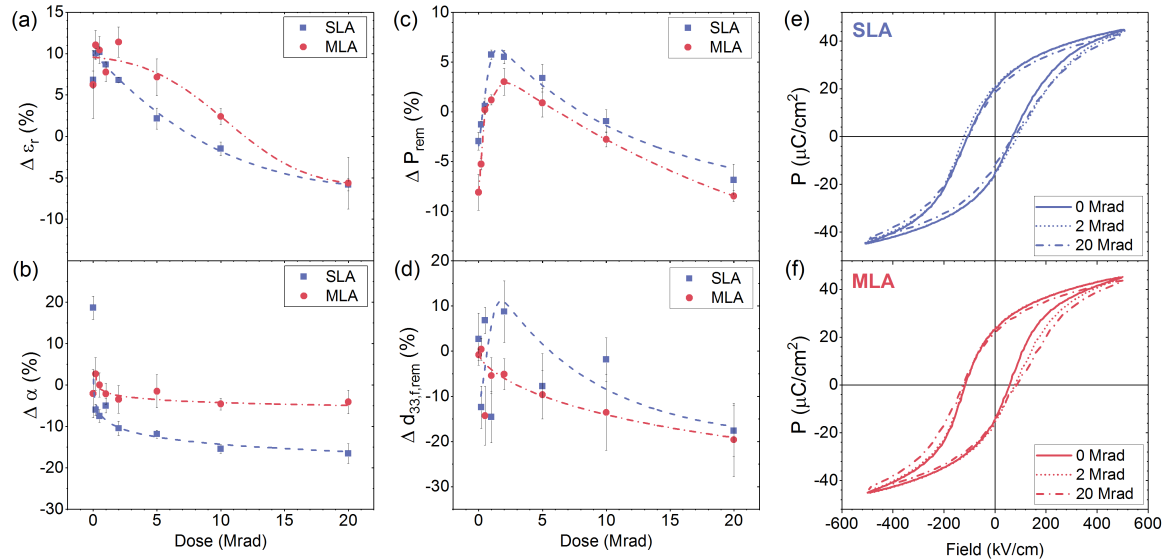 (a)
SLA
MLA
15
10
5
0
5
10
Δ εr (%)
(b)
SLA
MLA
20
10
0
10
20
30
Δ α (%)
0 5 10 15 20
Dose (Mrad)
(c)
SLA
MLA
10
5
0
-5
-10
Δ Prem (%)
(d)
SLA
MLA
20
10
0
-10
-20
-30
Δ d33,f,rem (%)
0 5 10 15 20
Dose (Mrad)
(e)
SLA
40
20
0
-20
-40
P (μC/cm²)
0 Mrad
2 Mrad
20 Mrad
(f)
MLA
40
20
0
-20
-40
P (μC/cm²)
0 Mrad
2 Mrad
20 Mrad
-600 -400 -200 0 200 400 600
Field (kV/cm)